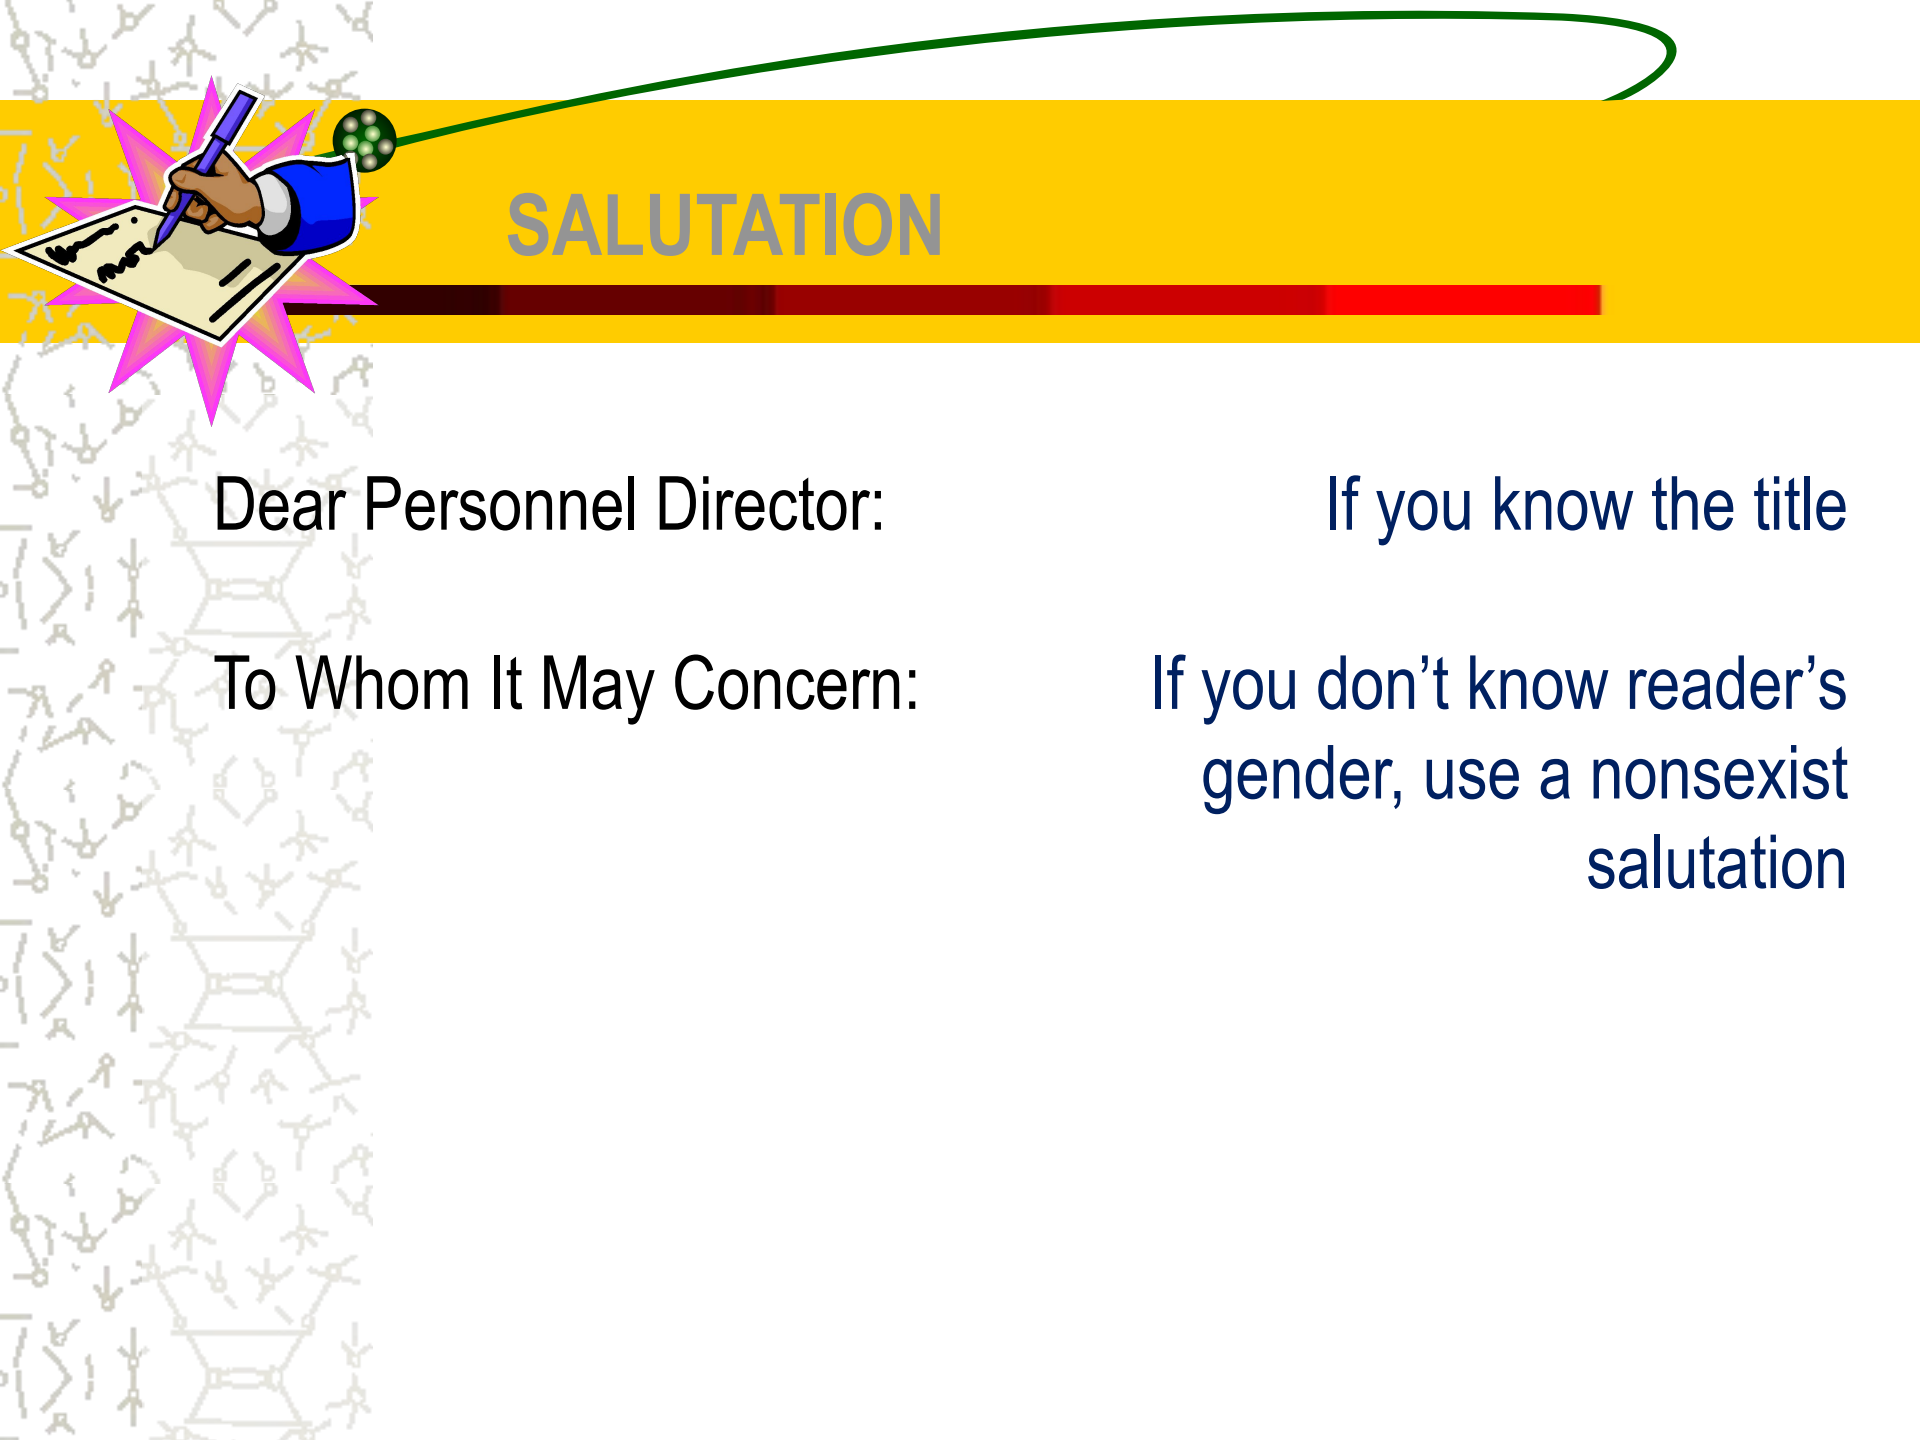 SALUTATION
Dear Personnel Director: If you know the title
To Whom It May Concern: If you don’t know reader’s
gender, use a nonsexist
salutation